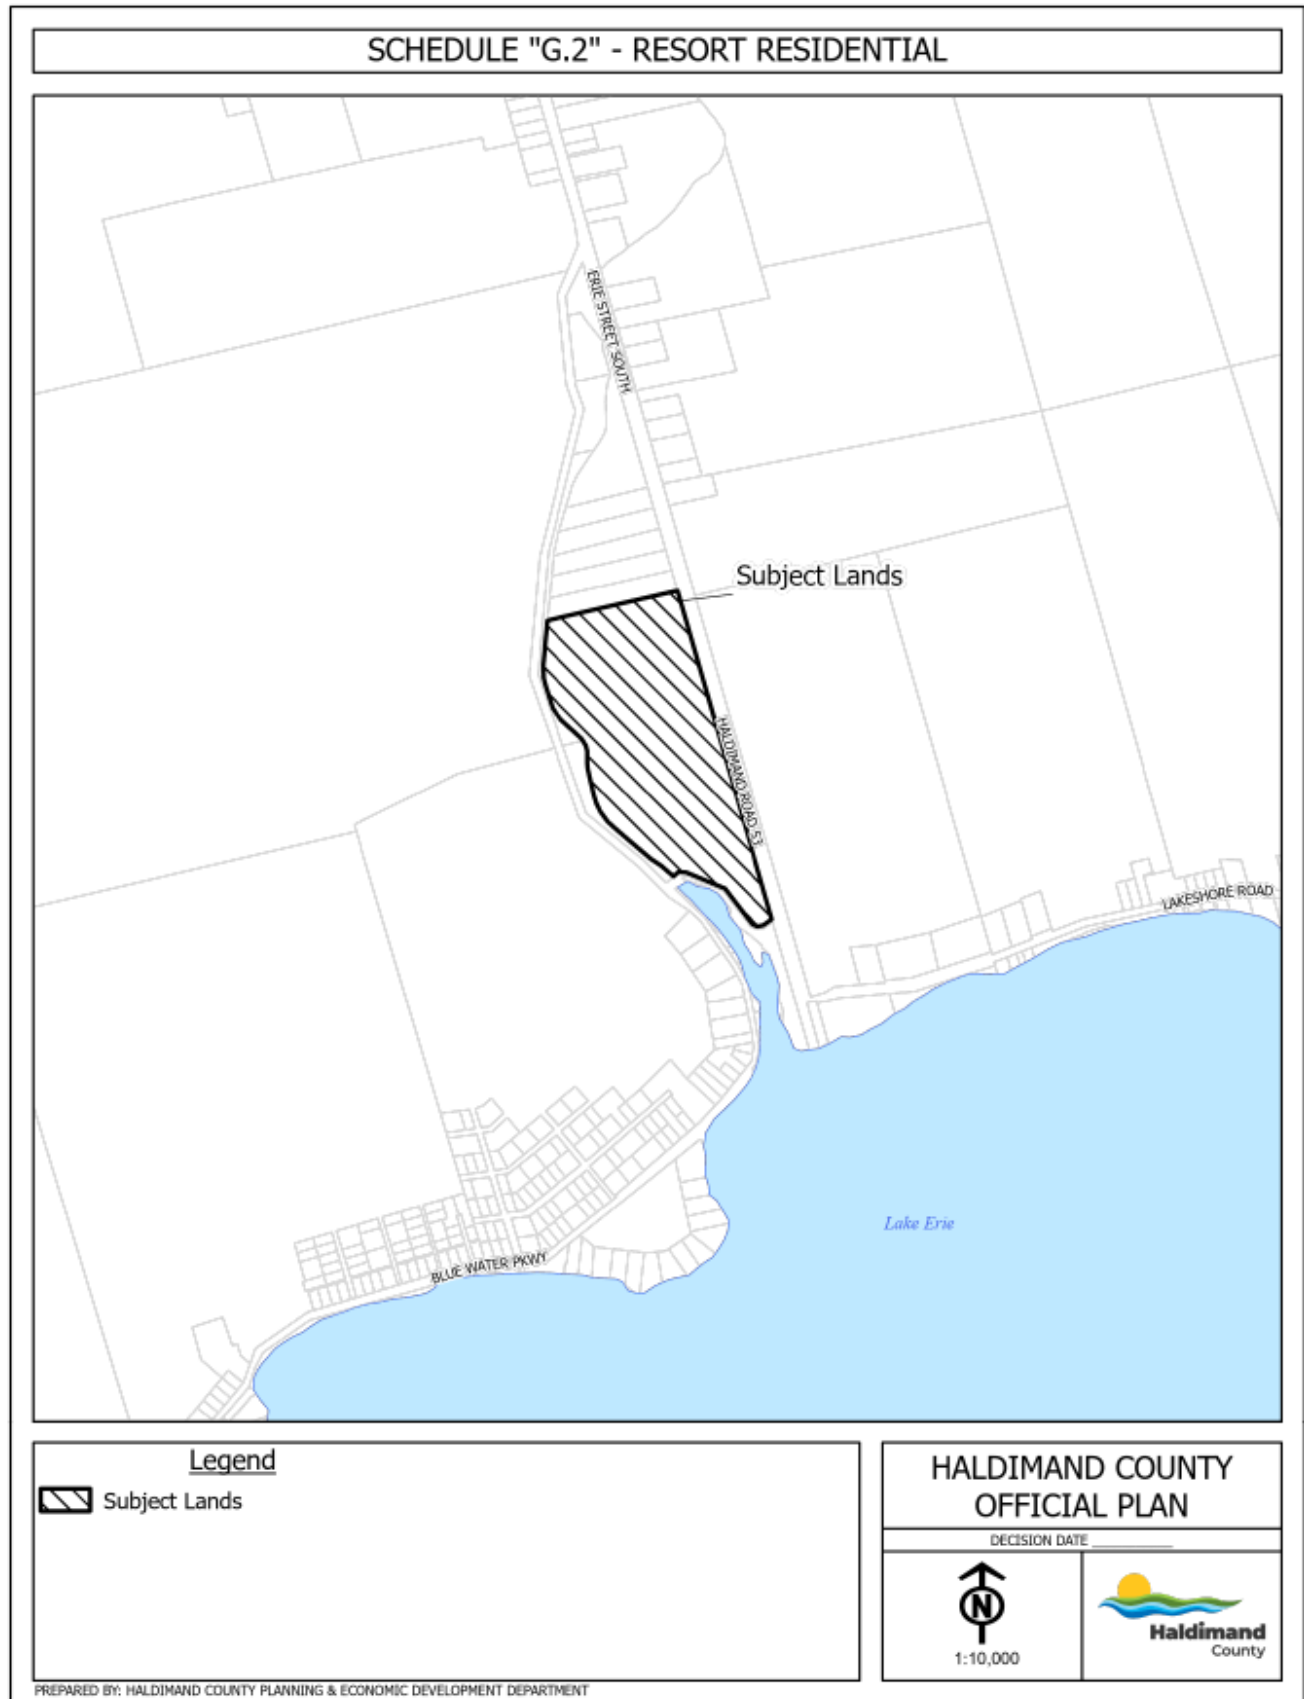 SCHEDULE "G.2" - RESORT RESIDENTIAL
ERIE STREET SOUTH
Subject Lands
HALDIMAND ROAD 53
LAKESHORE ROAD
Lake Erie
BLUE WATER PKWY
Legend
Subject Lands
HALDIMAND COUNTY
OFFICIAL PLAN
DECISION DATE __________
N
1:10,000
Haldimand
County
PREPARED BY: HALDIMAND COUNTY PLANNING & ECONOMIC DEVELOPMENT DEPARTMENT